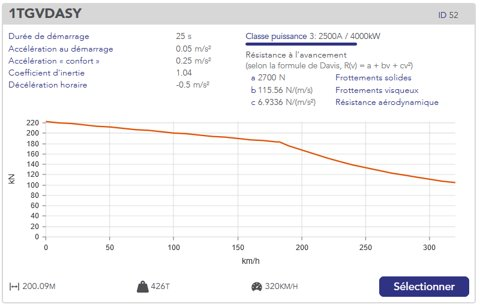 1TGVDASY
ID 52
Durée de démarrage 25 s
Accélération au démarrage 0.05 m/s²
Accélération « confort » 0.25 m/s²
Coefficient d'inertie 1.04
Décélération horaire -0.5 m/s²
Classe puissance 3: 2500A / 4000kW
Résistance à l'avancement
(selon la formule de Davis, R(v) = a + bv + cv²)
a 2700 N Frottements solides
b 115.56 N/(m/s) Frottements visqueux
c 6.9336 N/(m/s²) Résistance aérodynamique
kN
220
200
180
160
140
120
100
80
60
40
20
0
0 50 100 150 200 250 300
km/h
200.09M
426T
320KM/H
Sélectionner